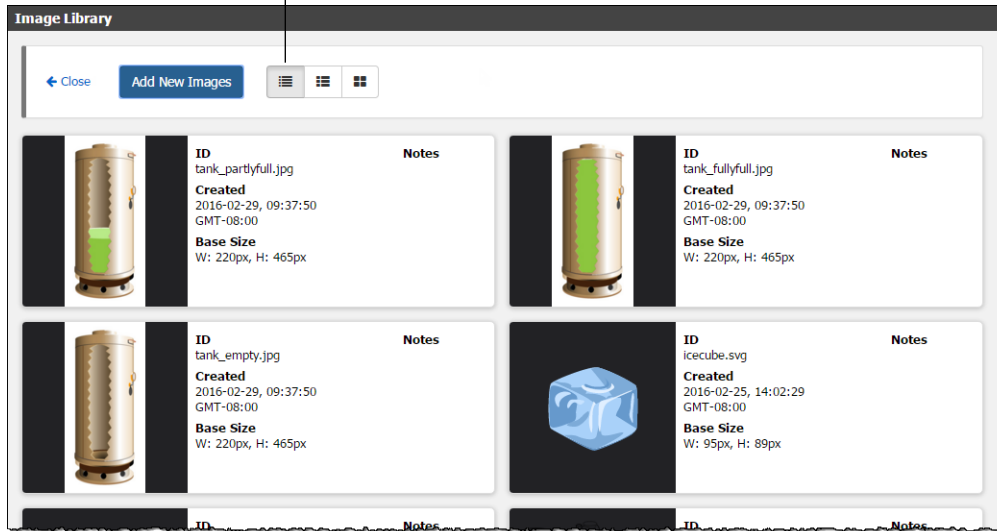 Image Library
Close
Add New Images
ID
tank_partlyfull.jpg
Created
2016-02-29, 09:37:50
GMT-08:00
Base Size
W: 220px, H: 465px
Notes
ID
tank_fullyfull.jpg
Created
2016-02-29, 09:37:50
GMT-08:00
Base Size
W: 220px, H: 465px
Notes
ID
tank_empty.jpg
Created
2016-02-29, 09:37:50
GMT-08:00
Base Size
W: 220px, H: 465px
Notes
ID
icecube.svg
Created
2016-02-25, 14:02:29
GMT-08:00
Base Size
W: 95px, H: 89px
Notes
ID
Notes
ID
Notes